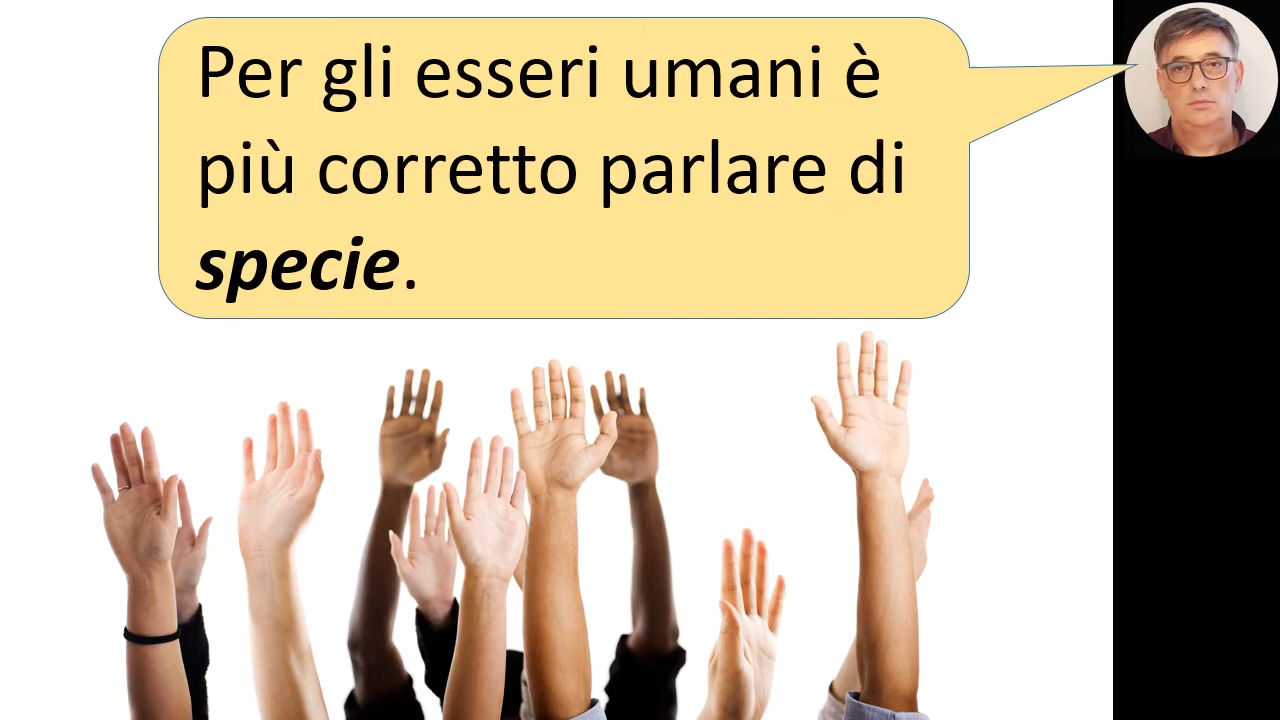 Per gli esseri umani è
più corretto parlare di
specie.